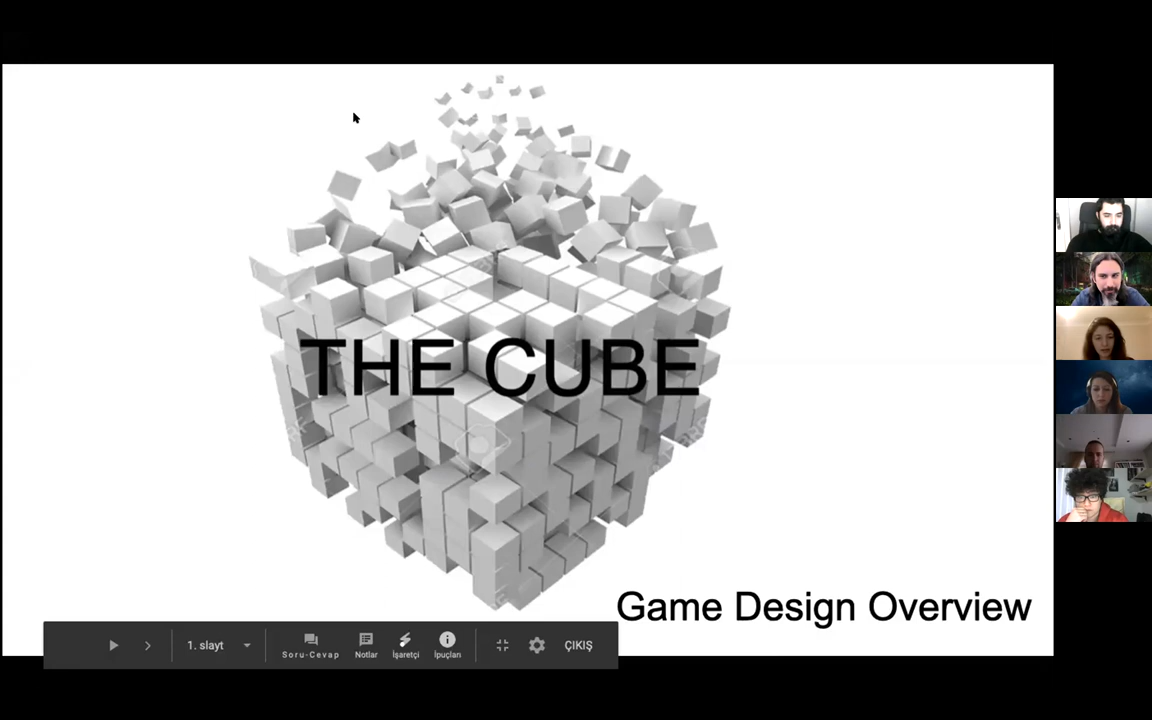 THE CUBE
Game Design Overview
1. slayt
Soru-Cevap
Notlar
İşaretçi
İpuçları
ÇIKIŞ